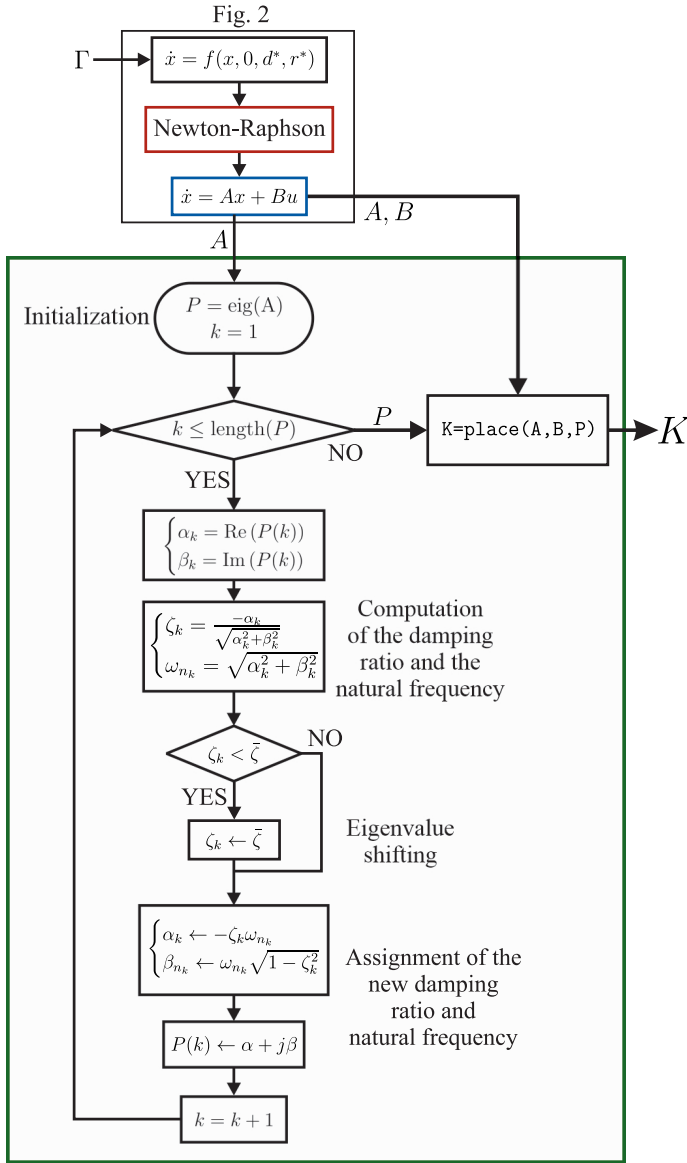 Fig. 2
Γ
ẋ = f(x, 0, d*, r*)
Newton-Raphson
ẋ = Ax + Bu
A, B
A
Initialization
P = eig(A)
k = 1
k ≤ length(P)
P
NO
K=place(A,B,P)
K
YES
α_k = Re (P(k))
β_k = Im (P(k))
ζ_k = -α_k / √(α_k² + β_k²)
ω_{n_k} = √(α_k² + β_k²)
Computation
of the damping
ratio and the
natural frequency
ζ_k < ζ̄
NO
YES
ζ_k ← ζ̄
Eigenvalue
shifting
α_k ← −ζ_k ω_{n_k}
β_{n_k} ← ω_{n_k} √(1 − ζ_k²)
Assignment of the
new damping
ratio and
natural frequency
P(k) ← α + jβ
k = k + 1